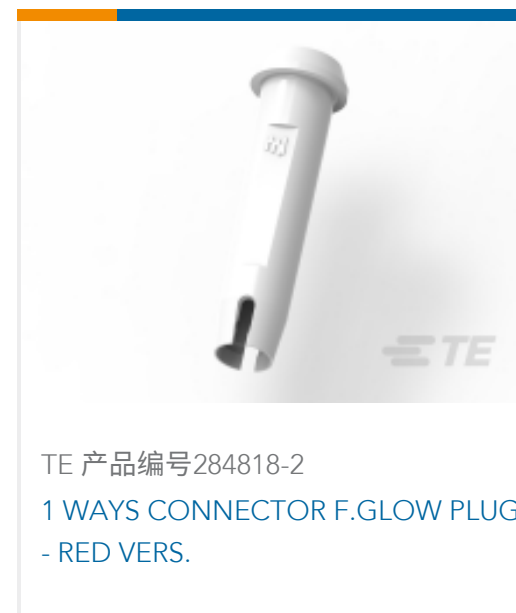 TE
TE 产品编号284818-2
1 WAYS CONNECTOR F.GLOW PLUG
- RED VERS.